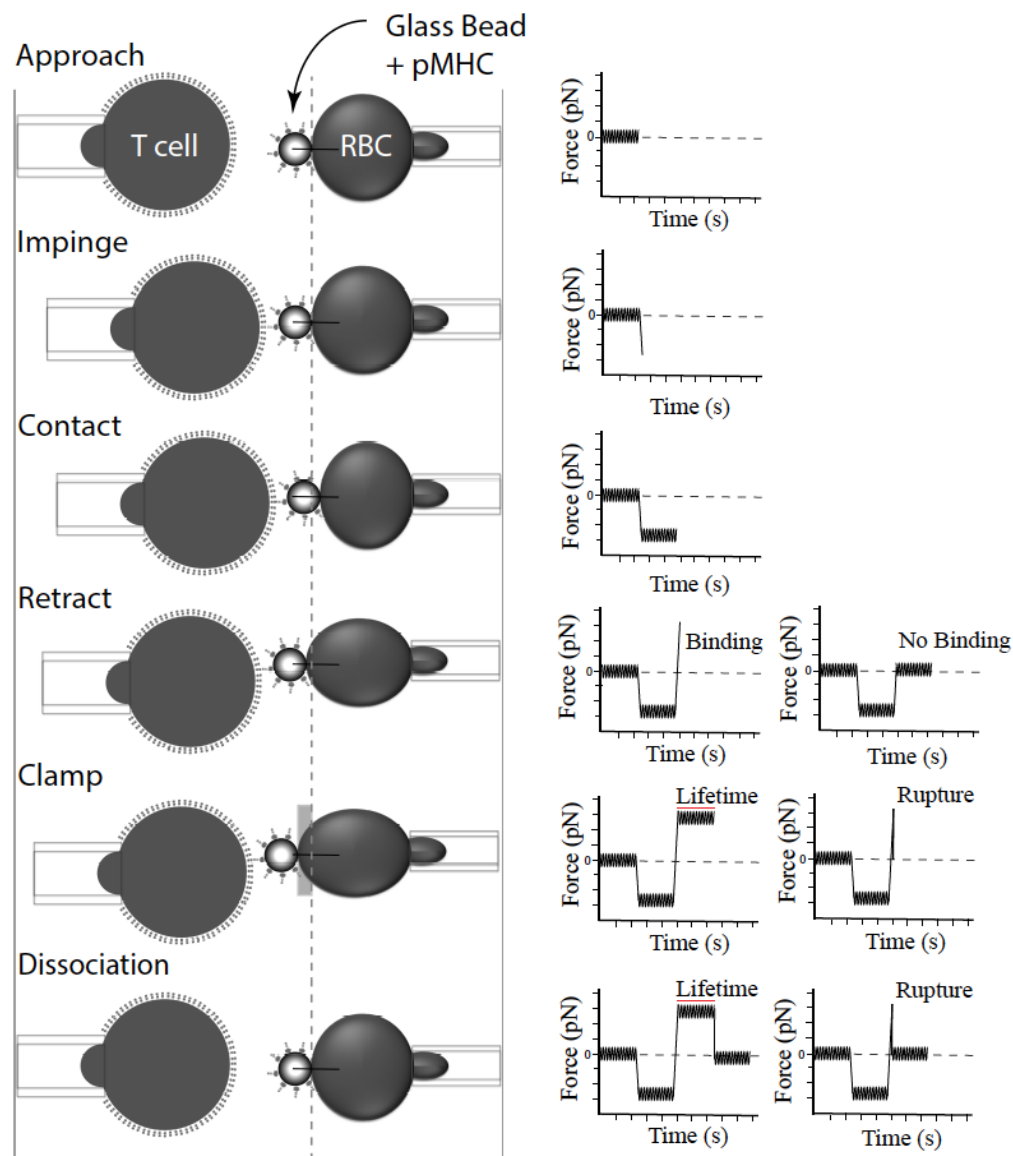 Glass Bead
+ pMHC
Approach
T cell
RBC
Force (pN)
0
Time (s)
Impinge
Force (pN)
0
Time (s)
Contact
Force (pN)
0
Time (s)
Retract
Force (pN)
0
Binding
Time (s)
Force (pN)
0
No Binding
Time (s)
Clamp
Force (pN)
0
Lifetime
Time (s)
Force (pN)
0
Rupture
Time (s)
Dissociation
Force (pN)
0
Lifetime
Time (s)
Force (pN)
0
Rupture
Time (s)